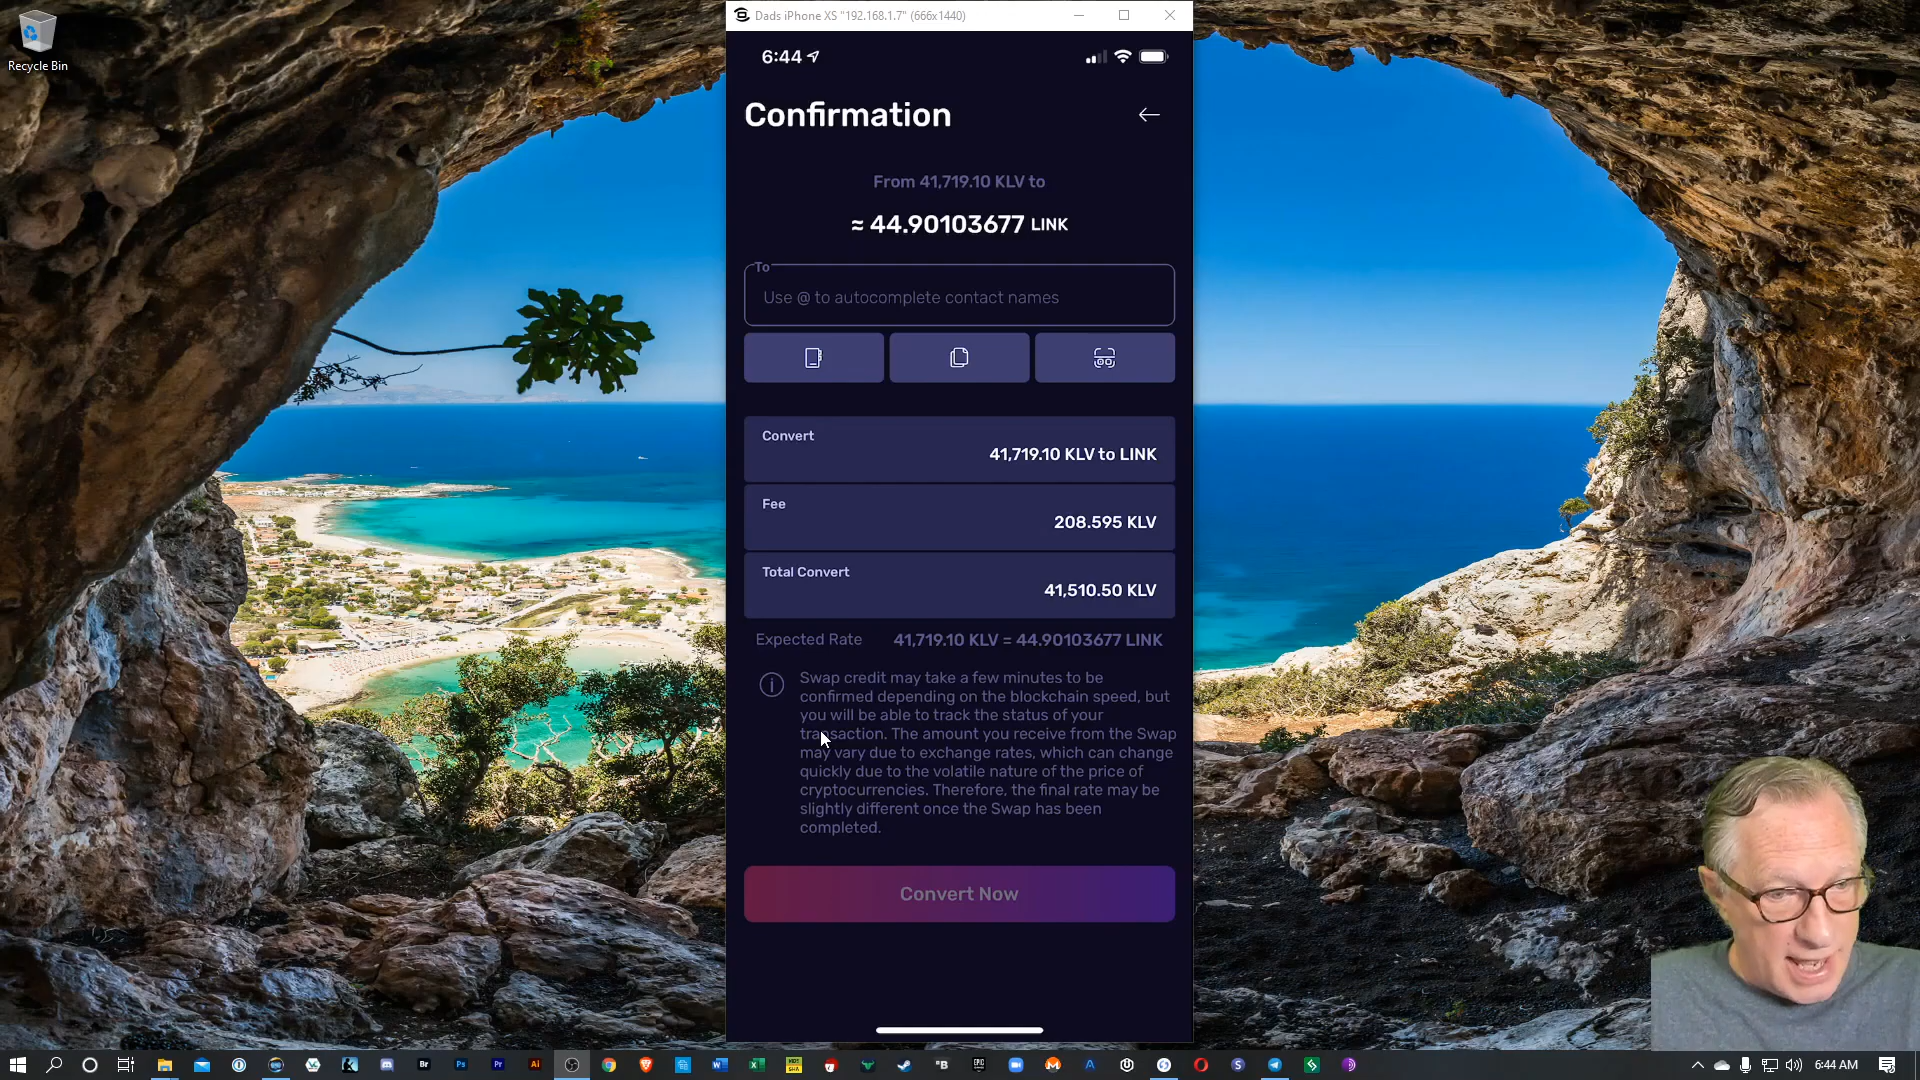 Recycle Bin
Dads iPhone XS "192.168.1.7" (666x1440)
6:44
Confirmation
From 41,719.10 KLV to
≈ 44.90103677 LINK
To
Use @ to autocomplete contact names
Convert
41,719.10 KLV to LINK
Fee
208.595 KLV
Total Convert
41,510.50 KLV
Expected Rate 41,719.10 KLV = 44.90103677 LINK
Swap credit may take a few minutes to be
confirmed depending on the blockchain speed, but
you will be able to track the status of your
transaction. The amount you receive from the Swap
may vary due to exchange rates, which can change
quickly due to the volatile nature of the price of
cryptocurrencies. Therefore, the final rate may be
slightly different once the Swap has been
completed.
Convert Now
Br Ps Pr Ai
6:44 AM